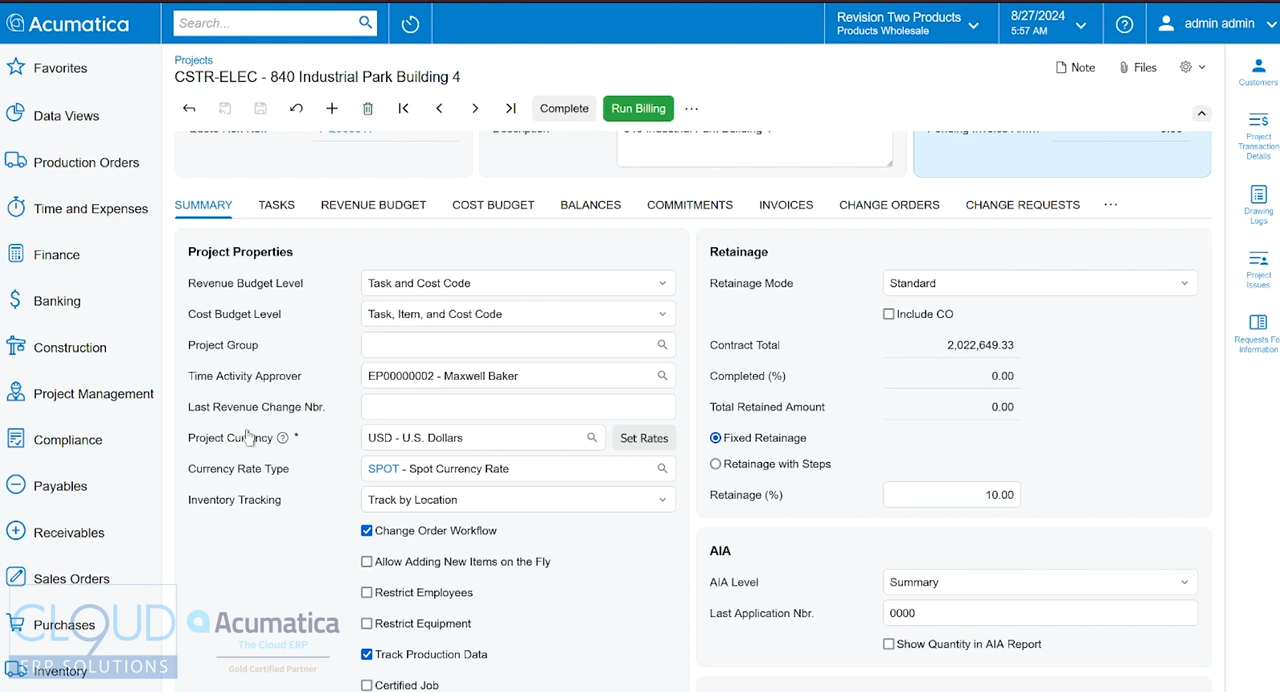 Acumatica
Search...
Revision Two Products
Products Wholesale
8/27/2024
5:57 AM
admin admin
Favorites
Data Views
Production Orders
Time and Expenses
Finance
Banking
Construction
Project Management
Compliance
Payables
Receivables
Sales Orders
Purchases
Inventory
Projects
CSTR-ELEC - 840 Industrial Park Building 4
Note
Files
Complete
Run Billing
SUMMARY
TASKS
REVENUE BUDGET
COST BUDGET
BALANCES
COMMITMENTS
INVOICES
CHANGE ORDERS
CHANGE REQUESTS
Project Properties
Revenue Budget Level
Task and Cost Code
Cost Budget Level
Task, Item, and Cost Code
Project Group
Time Activity Approver
EP00000002 - Maxwell Baker
Last Revenue Change Nbr.
Project Currency *
USD - U.S. Dollars
Set Rates
Currency Rate Type
SPOT - Spot Currency Rate
Inventory Tracking
Track by Location
Change Order Workflow
Allow Adding New Items on the Fly
Restrict Employees
Restrict Equipment
Track Production Data
Certified Job
Retainage
Retainage Mode
Standard
Include CO
Contract Total
2,022,649.33
Completed (%)
0.00
Total Retained Amount
0.00
Fixed Retainage
Retainage with Steps
Retainage (%)
10.00
AIA
AIA Level
Summary
Last Application Nbr.
0000
Show Quantity in AIA Report
Customers
Project
Transaction
Details
Drawing
Logs
Project
Issues
Requests Fo
Information
CLOUD 9
ERP SOLUTIONS
Acumatica
The Cloud ERP
Gold Certified Partner